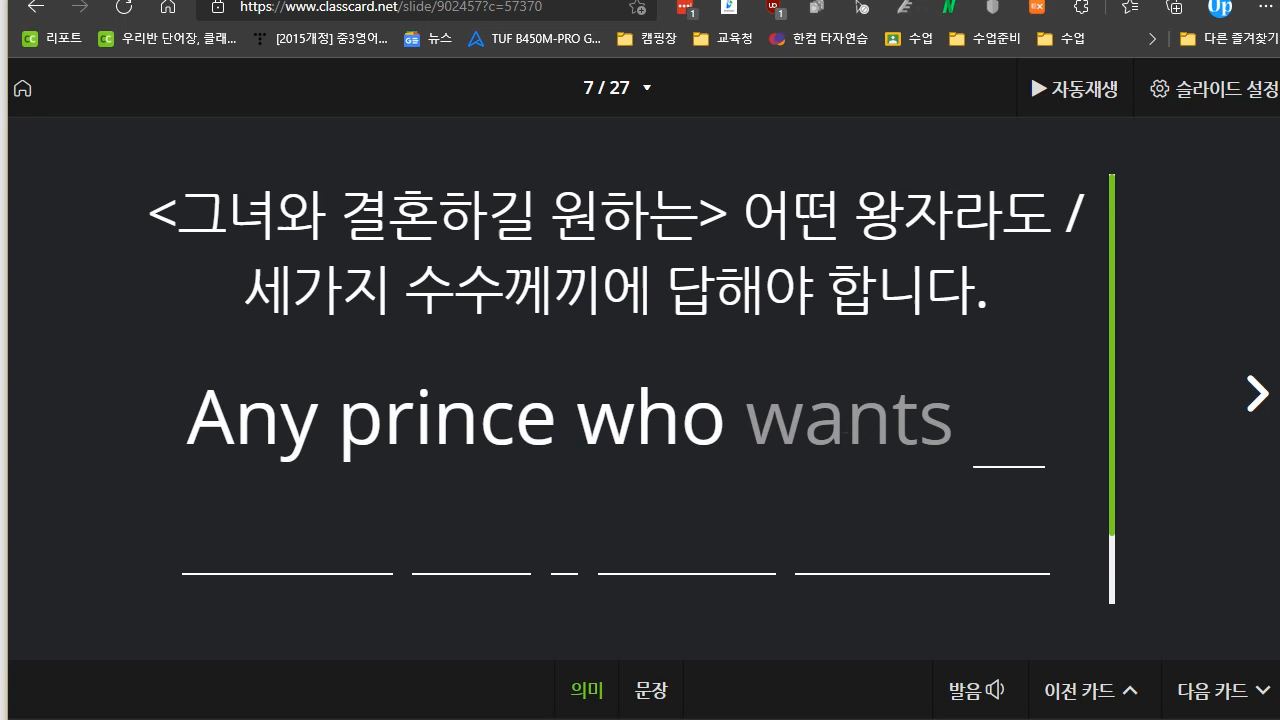 https://www.classcard.net/slide/902457?c=57370
리포트 우리반 단어장, 클래... [2015개정] 중3영어... 뉴스 TUF B450M-PRO G... 캠핑장 교육청 한컴 타자연습 수업 수업준비 수업 다른 즐겨찾기
7 / 27 자동재생 슬라이드 설정
<그녀와 결혼하길 원하는> 어떤 왕자라도 /
세가지 수수께끼에 답해야 합니다.
Any prince who wants
의미 문장 발음 이전 카드 다음 카드